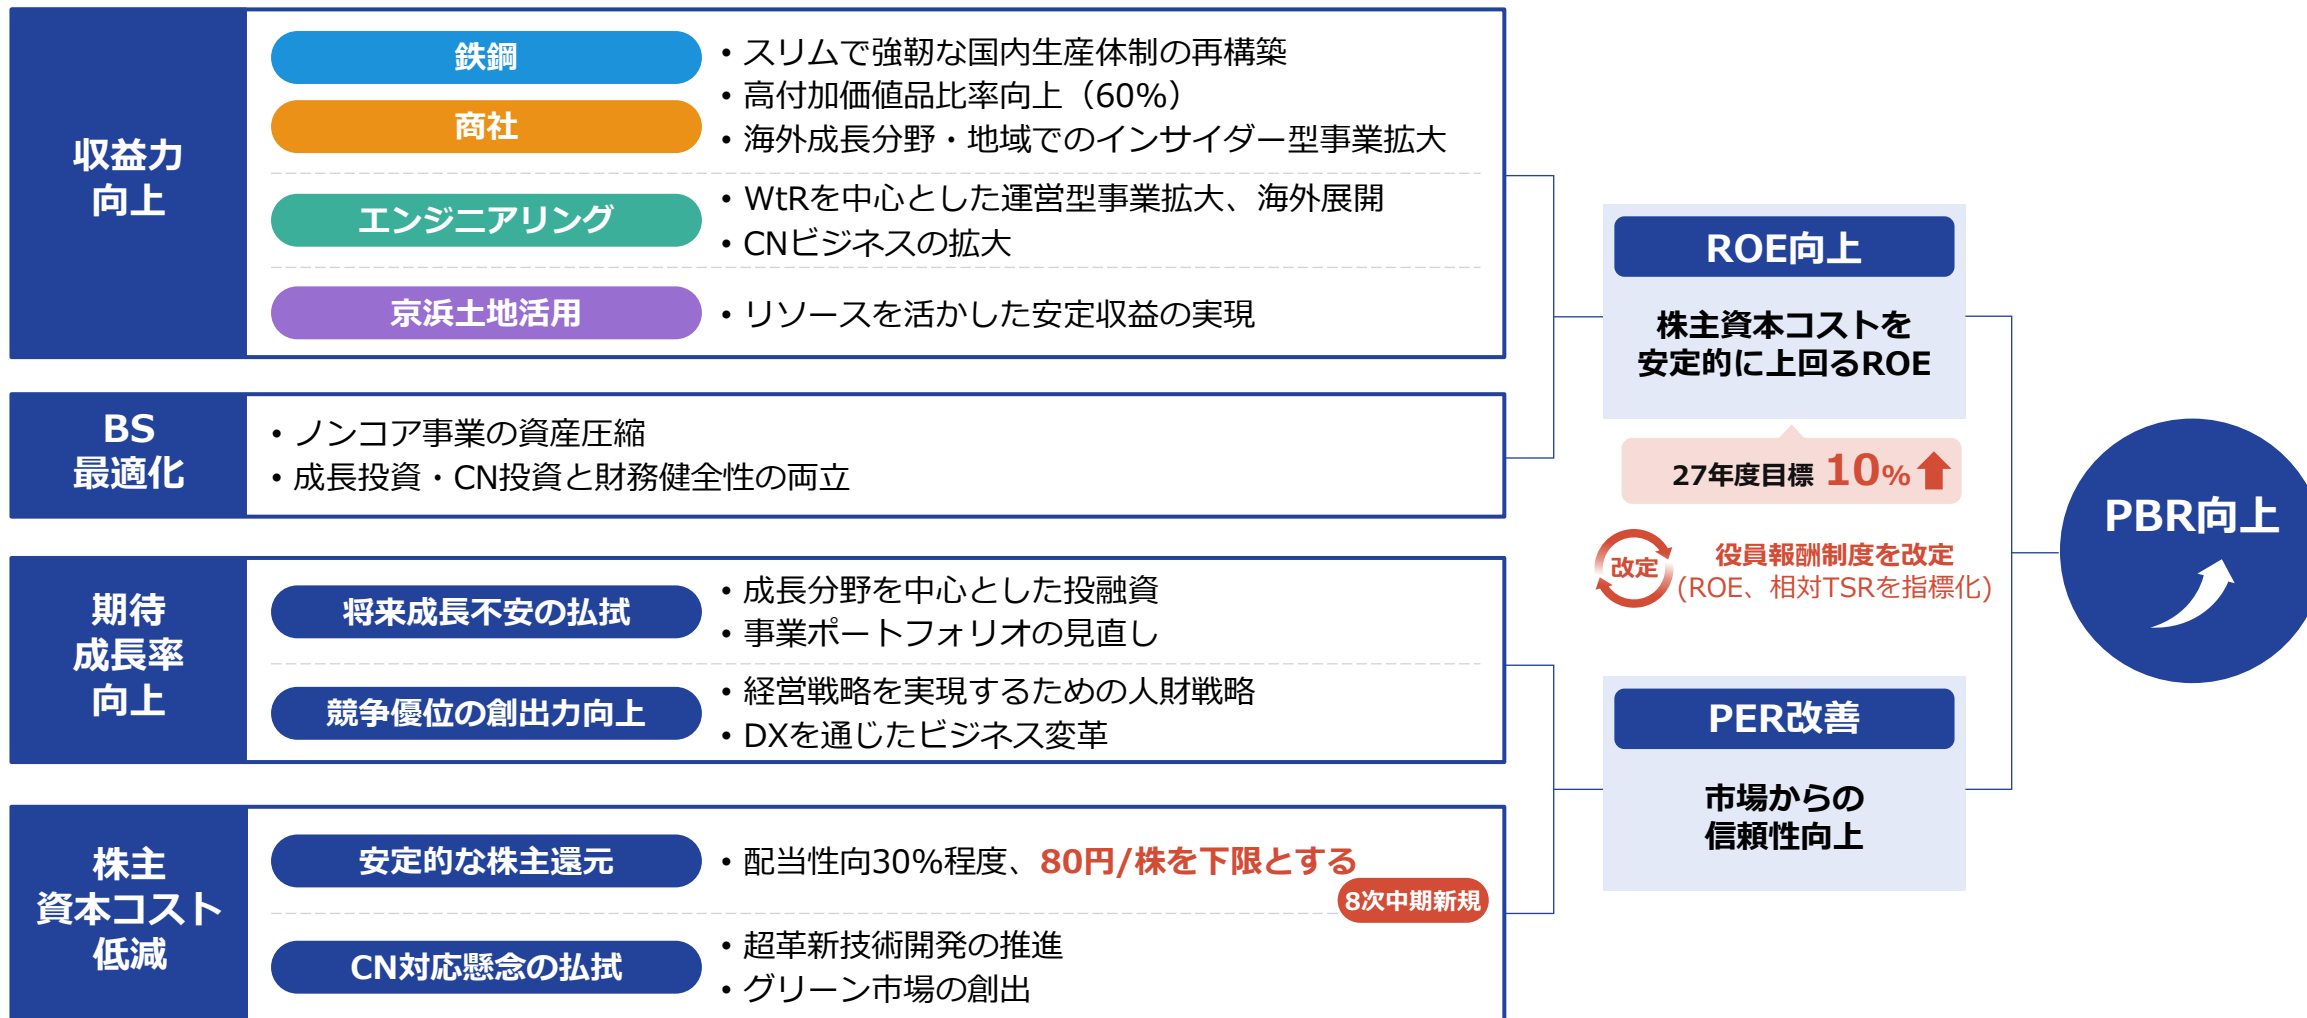 収益力
向上
鉄鋼
商社
・スリムで強靭な国内生産体制の再構築
・高付加価値品比率向上（60%）
・海外成長分野・地域でのインサイダー型事業拡大
エンジニアリング
・WtRを中心とした運営型事業拡大、海外展開
・CNビジネスの拡大
京浜土地活用
・リソースを活かした安定収益の実現
BS
最適化
・ノンコア事業の資産圧縮
・成長投資・CN投資と財務健全性の両立
期待
成長率
向上
将来成長不安の払拭
・成長分野を中心とした投融資
・事業ポートフォリオの見直し
競争優位の創出力向上
・経営戦略を実現するための人財戦略
・DXを通じたビジネス変革
株主
資本コスト
低減
安定的な株主還元
・配当性向30%程度、80円/株を下限とする
8次中期新規
CN対応懸念の払拭
・超革新技術開発の推進
・グリーン市場の創出
ROE向上
株主資本コストを
安定的に上回るROE
27年度目標 10%
改定
役員報酬制度を改定
(ROE、相対TSRを指標化)
PER改善
市場からの
信頼性向上
PBR向上